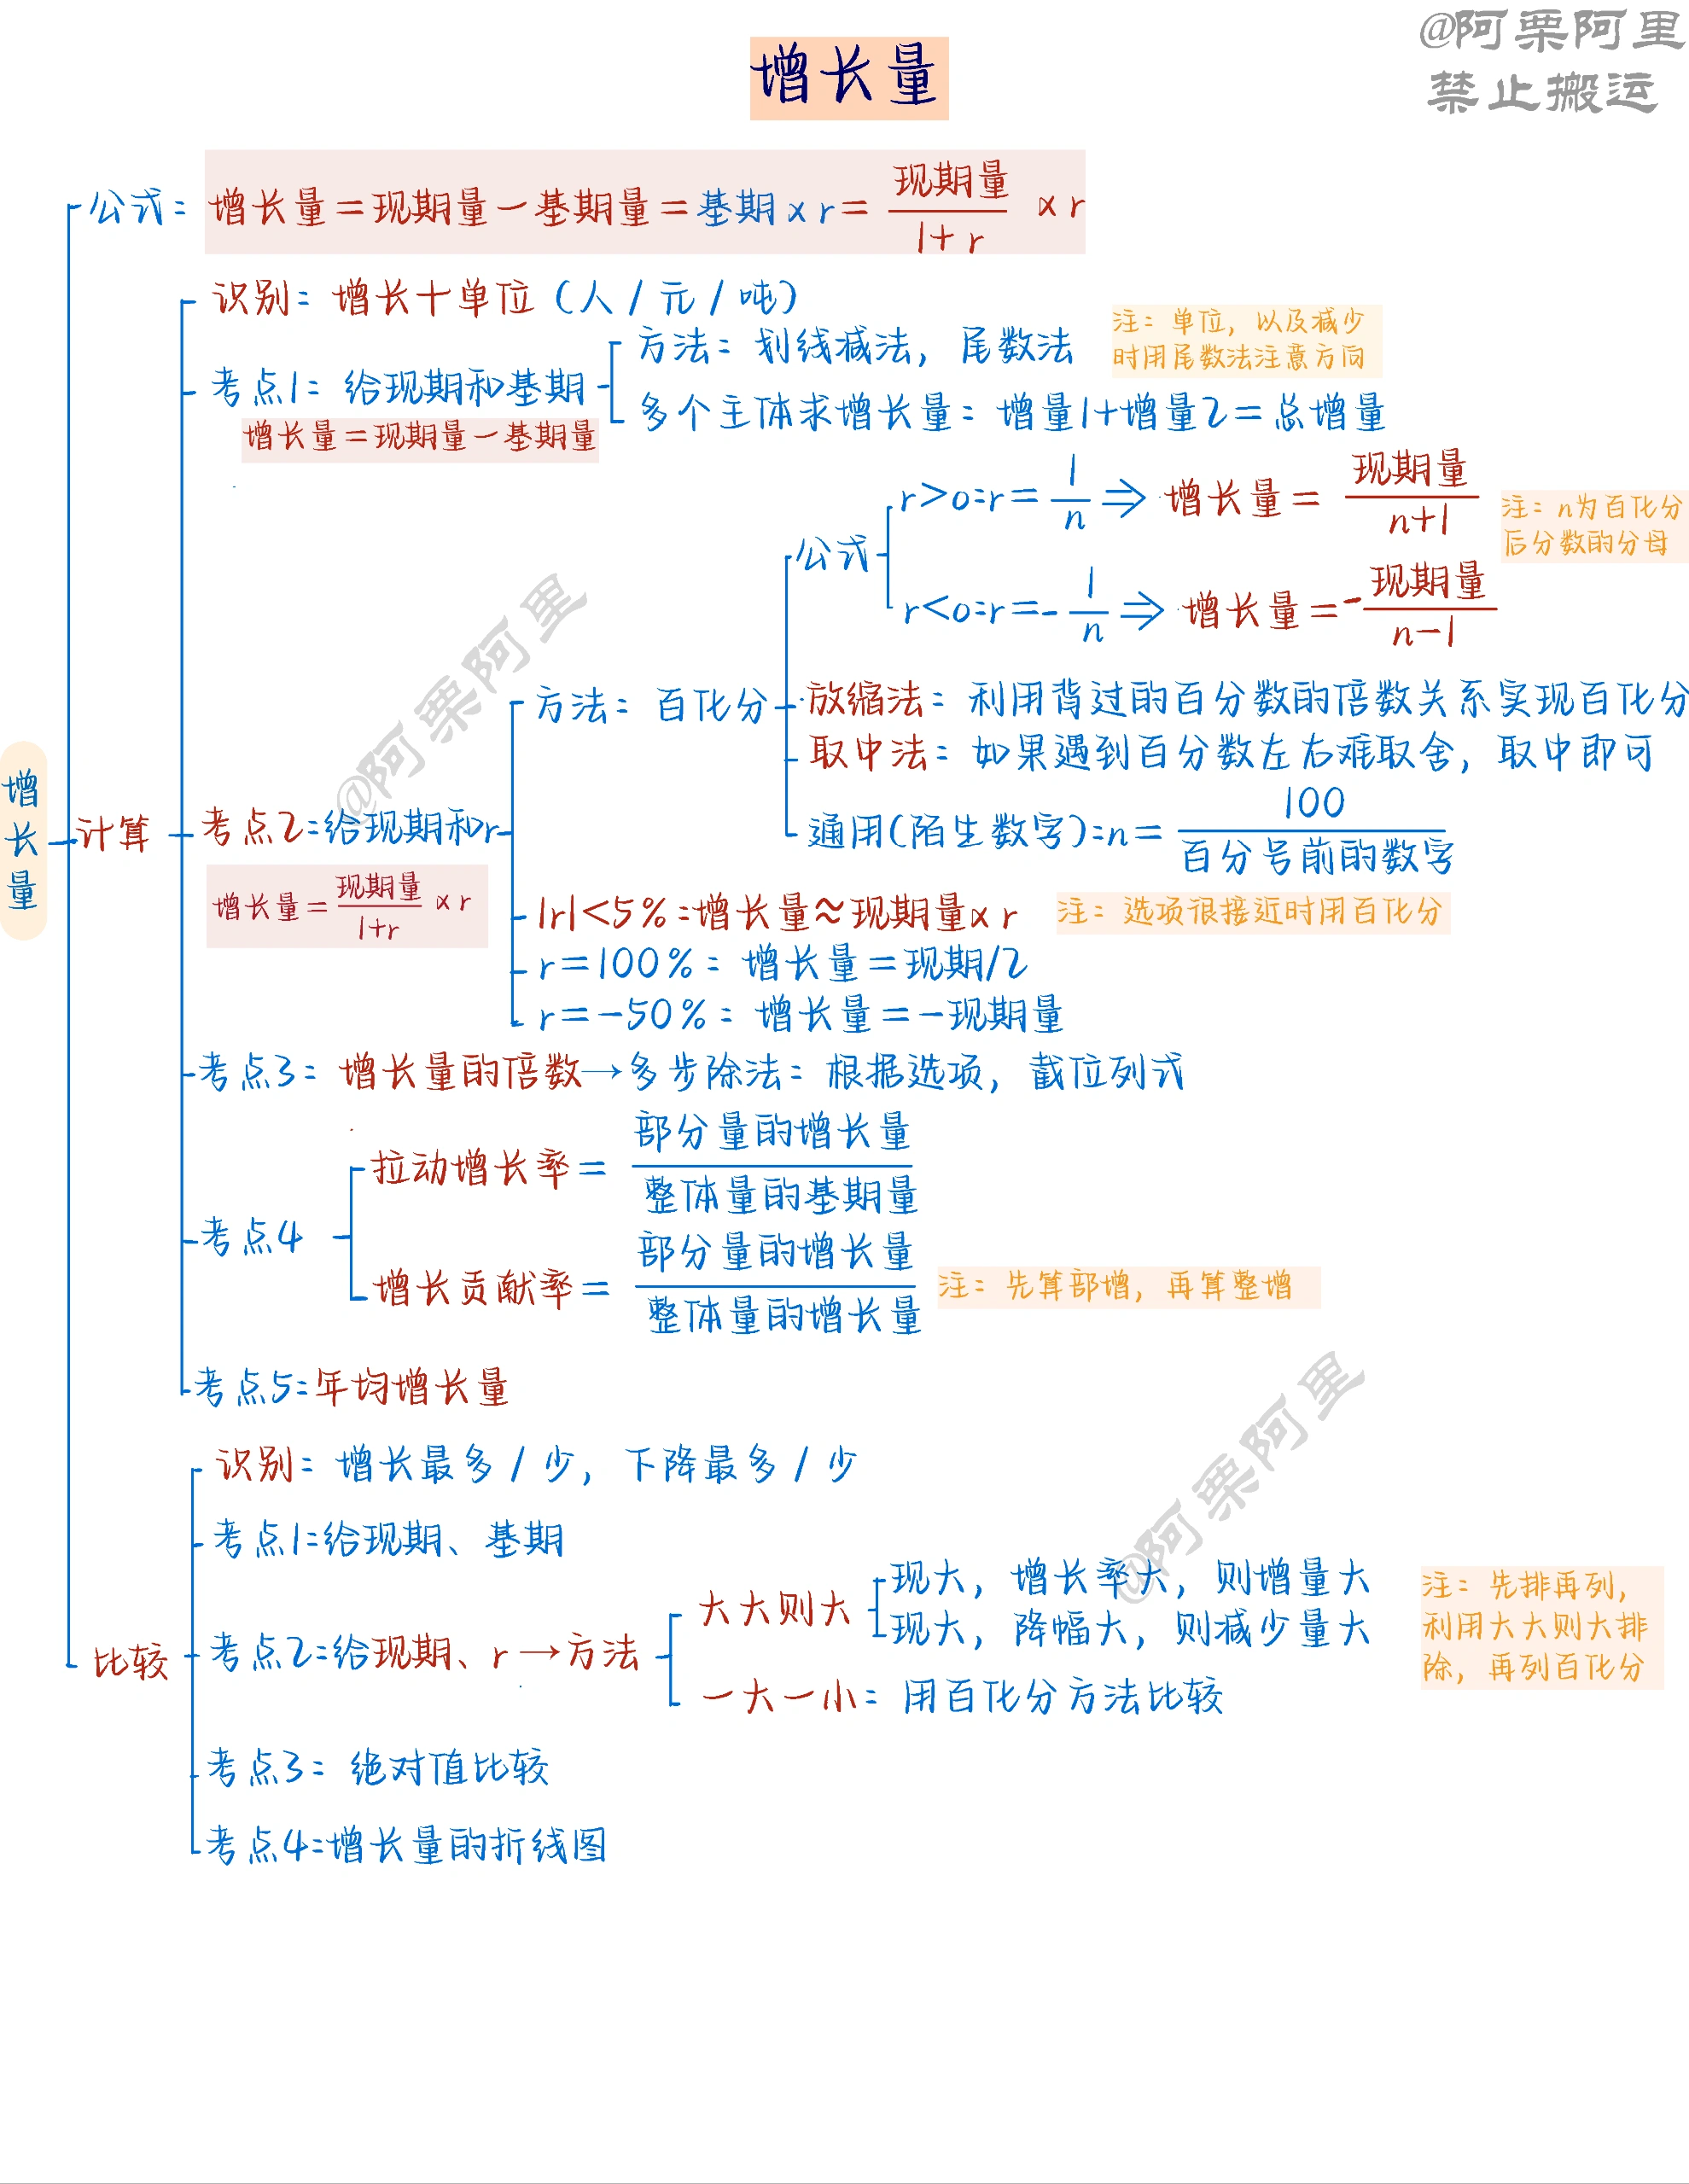 @阿栗阿里
禁止搬运
增长量
公式：增长量＝现期量－基期量＝基期×r＝现期量/(1+r)×r
识别：增长+单位（人/元/吨）
考点1：给现期和基期
增长量＝现期量－基期量
方法：划线减法，尾数法
注：单位，以及减少
时用尾数法注意方向
多个主体求增长量：增量1+增量2＝总增量
公式
r>0:r＝1/n⇒增长量＝现期量/(n+1)
注：n为百化分
后分数的分母
r<0:r＝-1/n⇒增长量＝-现期量/(n-1)
方法：百化分
放缩法：利用背过的百分数的倍数关系实现百化分
取中法：如果遇到百分数左右难取舍，取中即可
通用(陌生数字):n＝100/百分号前的数字
增长量
计算
考点2:给现期和r
增长量＝现期量/(1+r)×r
|r|<5%:增长量≈现期量×r
注：选项很接近时用百化分
r＝100%：增长量＝现期/2
r＝-50%：增长量＝-现期量
考点3：增长量的倍数→多步除法：根据选项，截位列式
考点4
拉动增长率＝部分量的增长量/整体量的基期量
增长贡献率＝部分量的增长量/整体量的增长量
注：先算部增，再算整增
考点5:年均增长量
比较
识别：增长最多/少，下降最多/少
考点1:给现期、基期
考点2:给现期、r→方法
大大则大
现大，增长率大，则增量大
现大，降幅大，则减少量大
注：先排再列，
利用大大则大排
除，再列百化分
一大一小：用百化分方法比较
考点3：绝对值比较
考点4:增长量的折线图
@阿栗阿里
@阿栗阿里